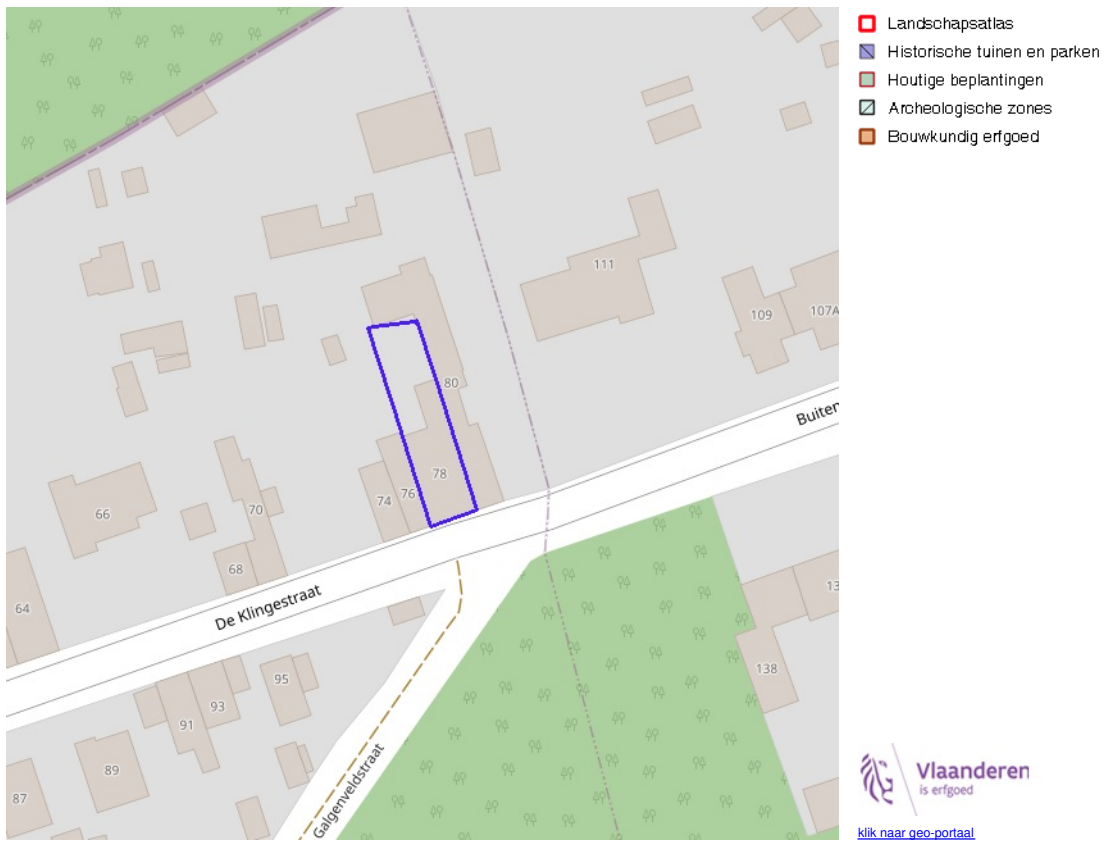 Landschapsatlas
Historische tuinen en parken
Houtige beplantingen
Archeologische zones
Bouwkundig erfgoed
111
109
107A
80
78
76
74
66
70
68
64
Buiten
De Klingestraat
95
93
91
89
87
138
13
Galgenveldstraat
Vlaanderen
is erfgoed
klik naar geo-portaal